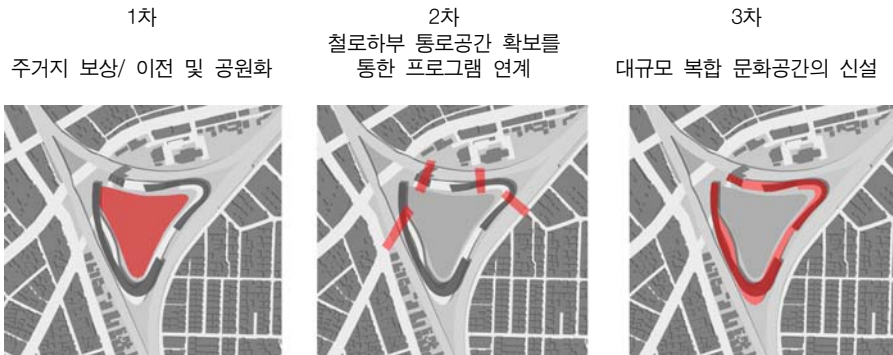 1차
주거지 보상/ 이전 및 공원화
2차
철로하부 통로공간 확보를
통한 프로그램 연계
3차
대규모 복합 문화공간의 신설